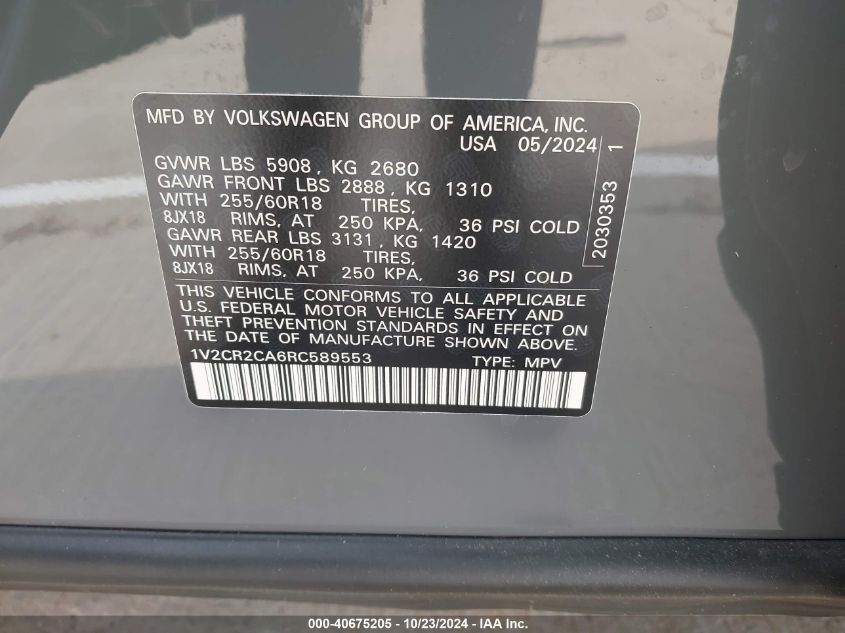 MFD BY VOLKSWAGEN GROUP OF AMERICA, INC.
USA 05/2024
GVWR LBS 5908, KG 2680
GAWR FRONT LBS 2888, KG 1310
WITH 255/60R18 TIRES,
8JX18 RIMS, AT 250 KPA, 36 PSI COLD
GAWR REAR LBS 3131, KG 1420
WITH 255/60R18 TIRES,
8JX18 RIMS, AT 250 KPA, 36 PSI COLD
2030353 1
THIS VEHICLE CONFORMS TO ALL APPLICABLE
U.S. FEDERAL MOTOR VEHICLE SAFETY AND
THEFT PREVENTION STANDARDS IN EFFECT ON
THE DATE OF MANUFACTURE SHOWN ABOVE.
1V2CR2CA6RC589553 TYPE: MPV
000-40675205 - 10/23/2024 - IAA Inc.